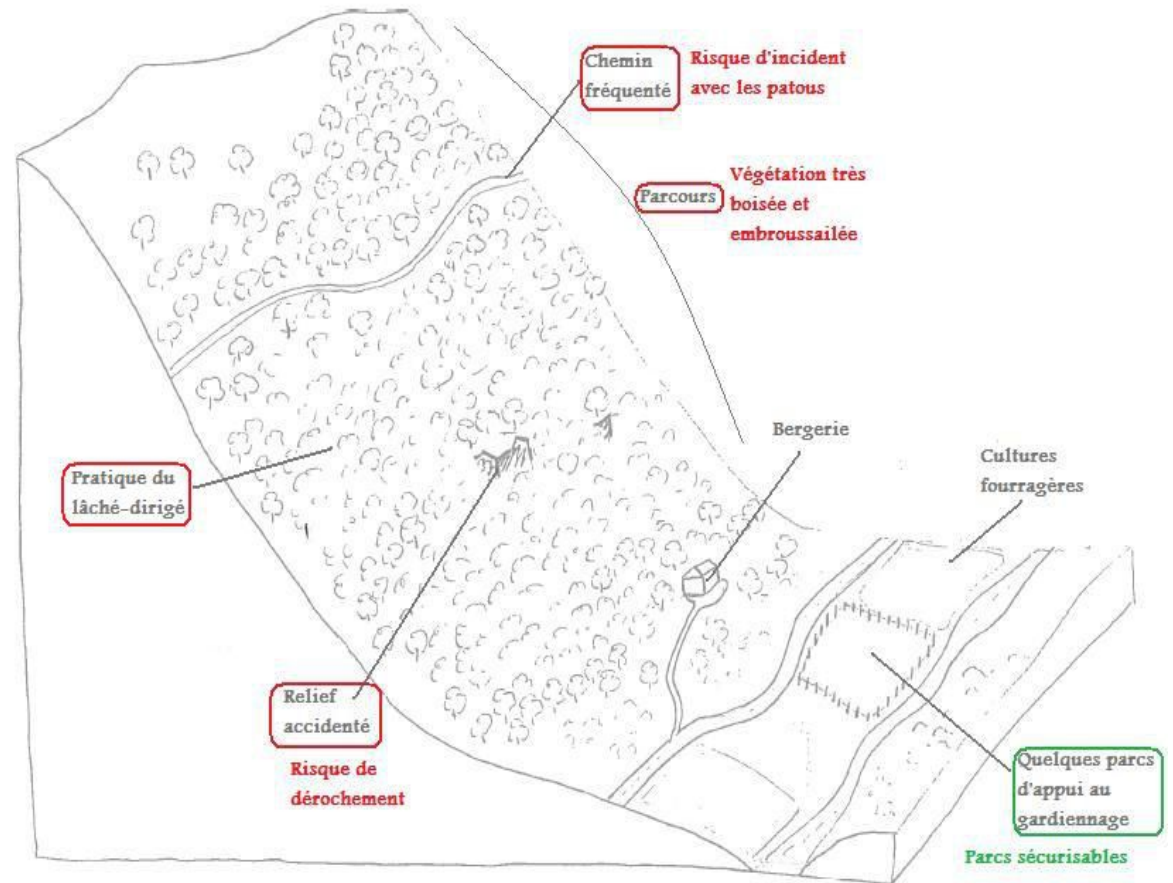 Chemin
fréquenté
Risque d'incident
avec les patous
Parcours
Végétation très
boisée et
embroussailée
Bergerie
Cultures
fourragères
Pratique du
lâché-dirigé
Relief
accidenté
Risque de
dérochement
Quelques parcs
d'appui au
gardiennage
Parcs sécurisables